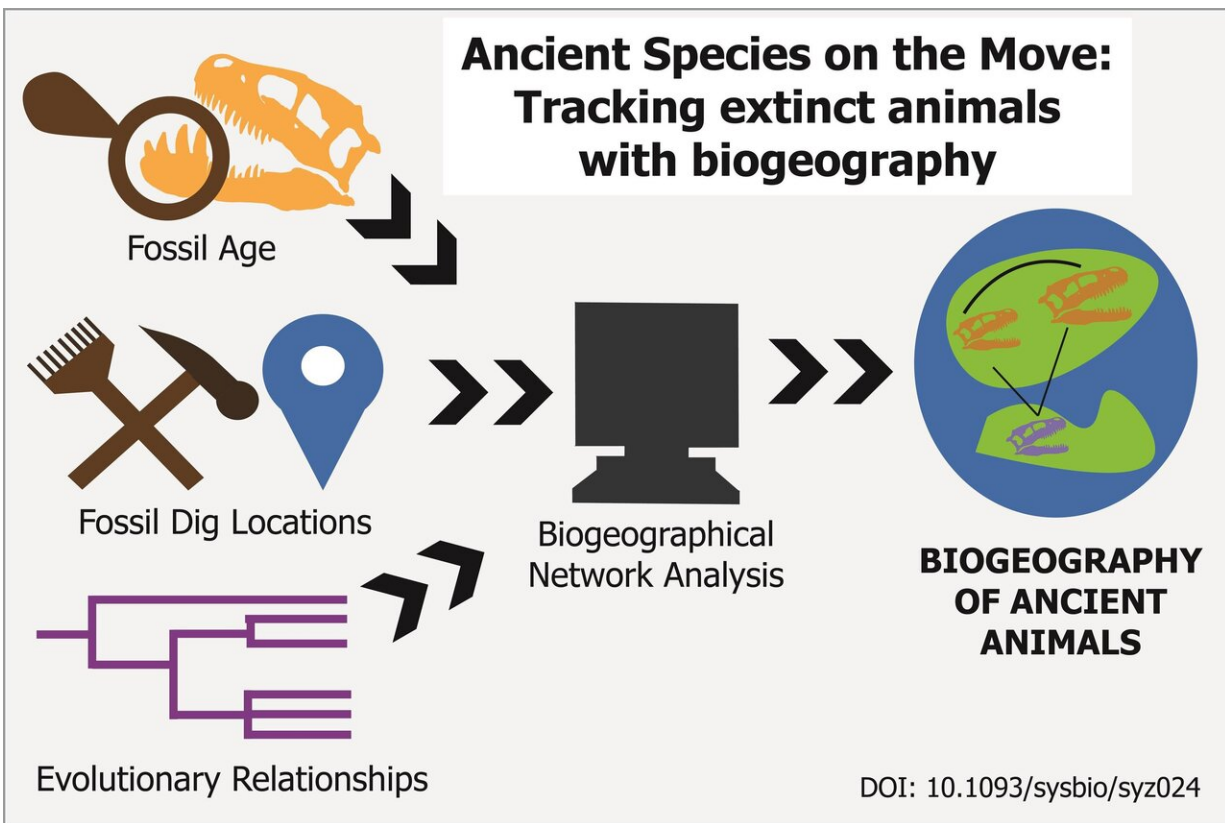 Ancient Species on the Move:
Tracking extinct animals
with biogeography
Fossil Age
Fossil Dig Locations
Biogeographical
Network Analysis
BIOGEOGRAPHY
OF ANCIENT
ANIMALS
Evolutionary Relationships
DOI: 10.1093/sysbio/syz024